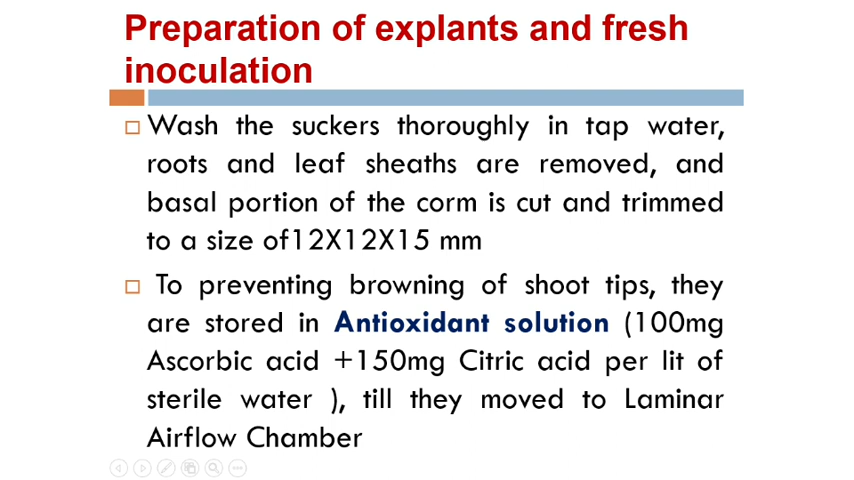 Preparation of explants and fresh
inoculation
Wash the suckers thoroughly in tap water,
roots and leaf sheaths are removed, and
basal portion of the corm is cut and trimmed
to a size of12X12X15 mm
To preventing browning of shoot tips, they
are stored in Antioxidant solution (100mg
Ascorbic acid +150mg Citric acid per lit of
sterile water ), till they moved to Laminar
Airflow Chamber